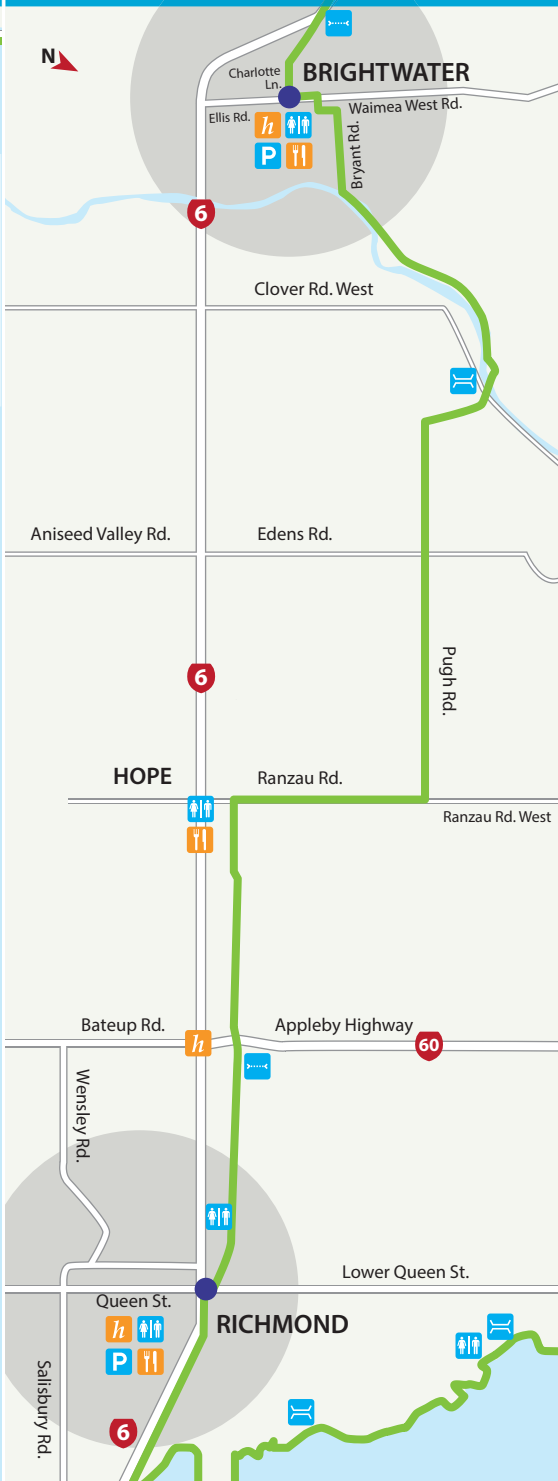 N
Charlotte
Ln.
BRIGHTWATER
Ellis Rd.
Waimea West Rd.
h
P
Bryant Rd.
6
Clover Rd. West
Aniseed Valley Rd.
Edens Rd.
6
Pugh Rd.
HOPE
Ranzau Rd.
Ranzau Rd. West
Bateup Rd.
h
Appleby Highway
60
Wensley Rd.
Lower Queen St.
Queen St.
RICHMOND
h
P
Salisbury Rd.
6